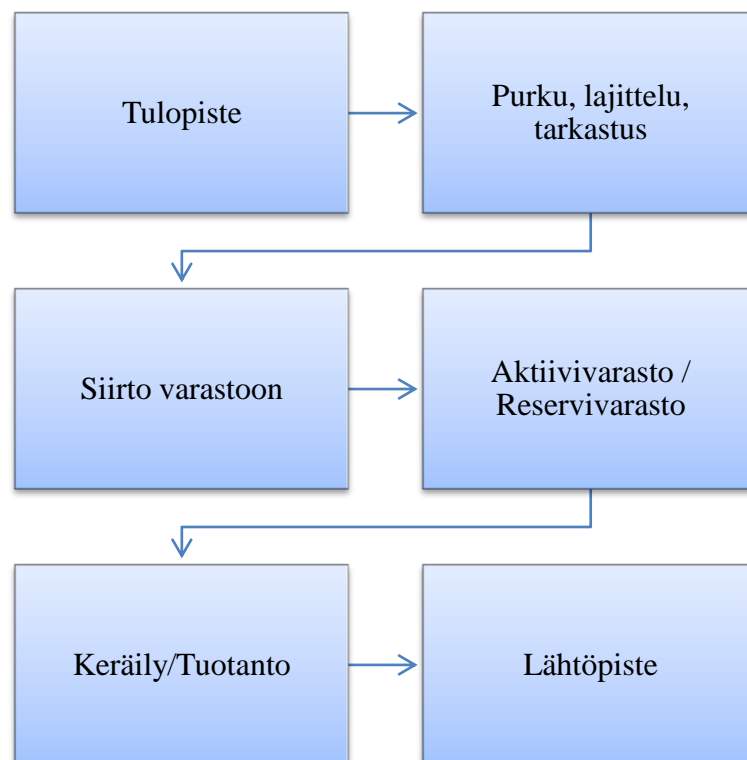 Tulopiste
Purku, lajittelu,
tarkastus
Siirto varastoon
Aktiivivarasto /
Reservivarasto
Keräily/Tuotanto
Lähtöpiste